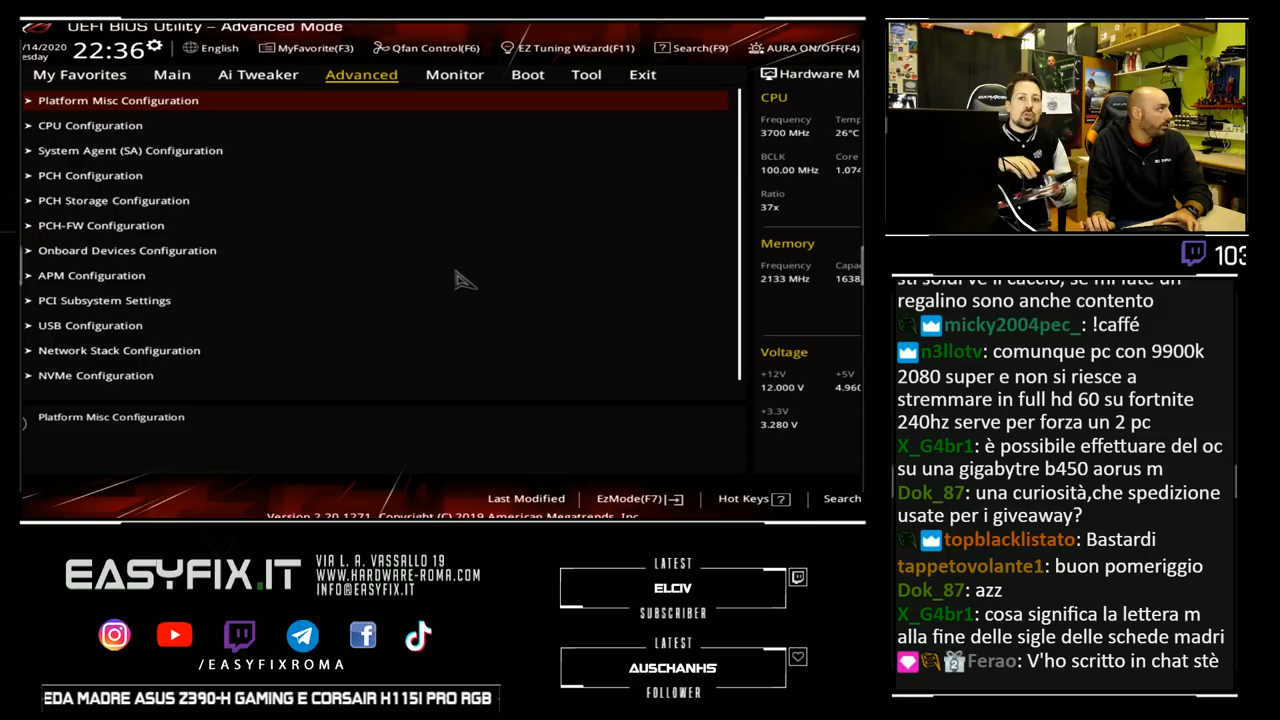 UEFI BIOS Utility – Advanced Mode
/14/2020
esday
22:36
English
MyFavorite(F3)
Qfan Control(F6)
EZ Tuning Wizard(F11)
Search(F9)
AURA ON/OFF(F4)
My Favorites
Main
Ai Tweaker
Advanced
Monitor
Boot
Tool
Exit
Hardware M
Platform Misc Configuration
CPU Configuration
System Agent (SA) Configuration
PCH Configuration
PCH Storage Configuration
PCH-FW Configuration
Onboard Devices Configuration
APM Configuration
PCI Subsystem Settings
USB Configuration
Network Stack Configuration
NVMe Configuration
Platform Misc Configuration
CPU
Frequency
Temp
3700 MHz
26°C
BCLK
Core
100.00 MHz
1.074
Ratio
37x
Memory
Frequency
Capa
2133 MHz
1638
Voltage
+12V
+5V
12.000 V
4.960
+3.3V
3.280 V
Last Modified
EzMode(F7)
Hot Keys ?
Search
Version 2.20.1271. Copyright (C) 2019 American Megatrends, Inc.
103
sti soldi ve li caccio, se mi fate un
regalino sono anche contento
micky2004pec_: !caffé
n3llotv: comunque pc con 9900k
2080 super e non si riesce a
stremmare in full hd 60 su fortnite
240hz serve per forza un 2 pc
X_G4br1: è possibile effettuare del oc
su una gigabytre b450 aorus m
Dok_87: una curiosità,che spedizione
usate per i giveaway?
topblacklistato: Bastardi
tappetovolante1: buon pomeriggio
Dok_87: azz
X_G4br1: cosa significa la lettera m
alla fine delle sigle delle schede madri
Ferao: V'ho scritto in chat stè
EASYFIX.IT
VIA L. A. VASSALLO 19
WWW.HARDWARE-ROMA.COM
INFO@EASYFIX.IT
/EASYFIXROMA
LATEST
ELCIV
SUBSCRIBER
LATEST
AUSCHANHS
FOLLOWER
EDA MADRE ASUS Z390-H GAMING E CORSAIR H115I PRO RGB